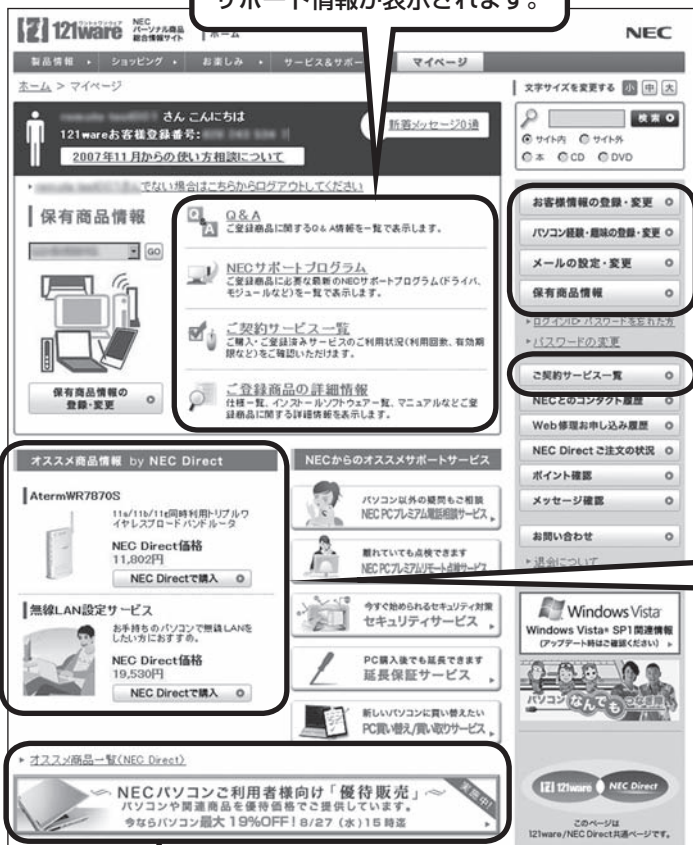 サポート情報が表示されます。
121ware
NEC
パーソナル商品
総合情報サイト
ホーム
NEC
製品情報
ショッピング
お楽しみ
サービス&サポー
マイページ
ホーム > マイページ
文字サイズを変更する 小 中 大
さん こんにちは
121wareお客様登録番号:
新着メッセージ0通
2007年11月からの使い方相談について
でない場合はこちらからログアウトしてください
検索
サイト内 サイト外
本 CD DVD
保有商品情報
GO
保有商品情報の
登録・変更
Q&A
ご登録商品に関するQ&A情報を一覧で表示します。
NECサポートプログラム
ご登録商品に必要な最新のNECサポートプログラム(ドライバ、
モジュールなど)を一覧で表示します。
ご契約サービス一覧
ご購入・ご登録済みサービスのご利用状況(利用回数、有効期
限など)をご確認いただけます。
ご登録商品の詳細情報
仕様一覧、インストールソフトウェア一覧、マニュアルなどご登
録商品に関する詳細情報を表示します。
お客様情報の登録・変更
パソコン経験・趣味の登録・変更
メールの設定・変更
保有商品情報
ログインID・パスワードを忘れた方
パスワードの変更
ご契約サービス一覧
NECとのコンタクト履歴
Web修理お申し込み履歴
NEC Direct ご注文の状況
ポイント確認
メッセージ確認
お問い合わせ
退会について
オススメ商品情報 by NEC Direct
AtermWR7870S
11a/11b/11g同時利用トリプルワ
イヤレスブロードバンドルータ
NEC Direct価格
11,802円
NEC Directで購入
無線LAN設定サービス
お手持ちのパソコンで無線LANを
したい方におすすめ。
NEC Direct価格
19,530円
NEC Directで購入
NECからのオススメサポートサービス
パソコン以外の疑問もご相談
NEC PCプレミアム電話相談サービス
離れていても点検できます
NEC PCプレミアムリモート点検サービス
今すぐ始められるセキュリティ対策
セキュリティサービス
PC購入後でも延長できます
延長保証サービス
新しいパソコンに買い替えたい
PC買い替え/買い取りサービス
Windows Vista
Windows Vista® SP1関連情報
(アップデート時はご確認ください)
パソコンなんでもつなぎ隊
オススメ商品一覧(NEC Direct)
NECパソコンご利用者様向け「優待販売」
パソコンや関連商品を優待価格でご提供しています。
今ならパソコン最大19%OFF!8/27(水)15時迄
実施中!
121ware NEC Direct
このページは
121ware/NEC Direct共通ページです。